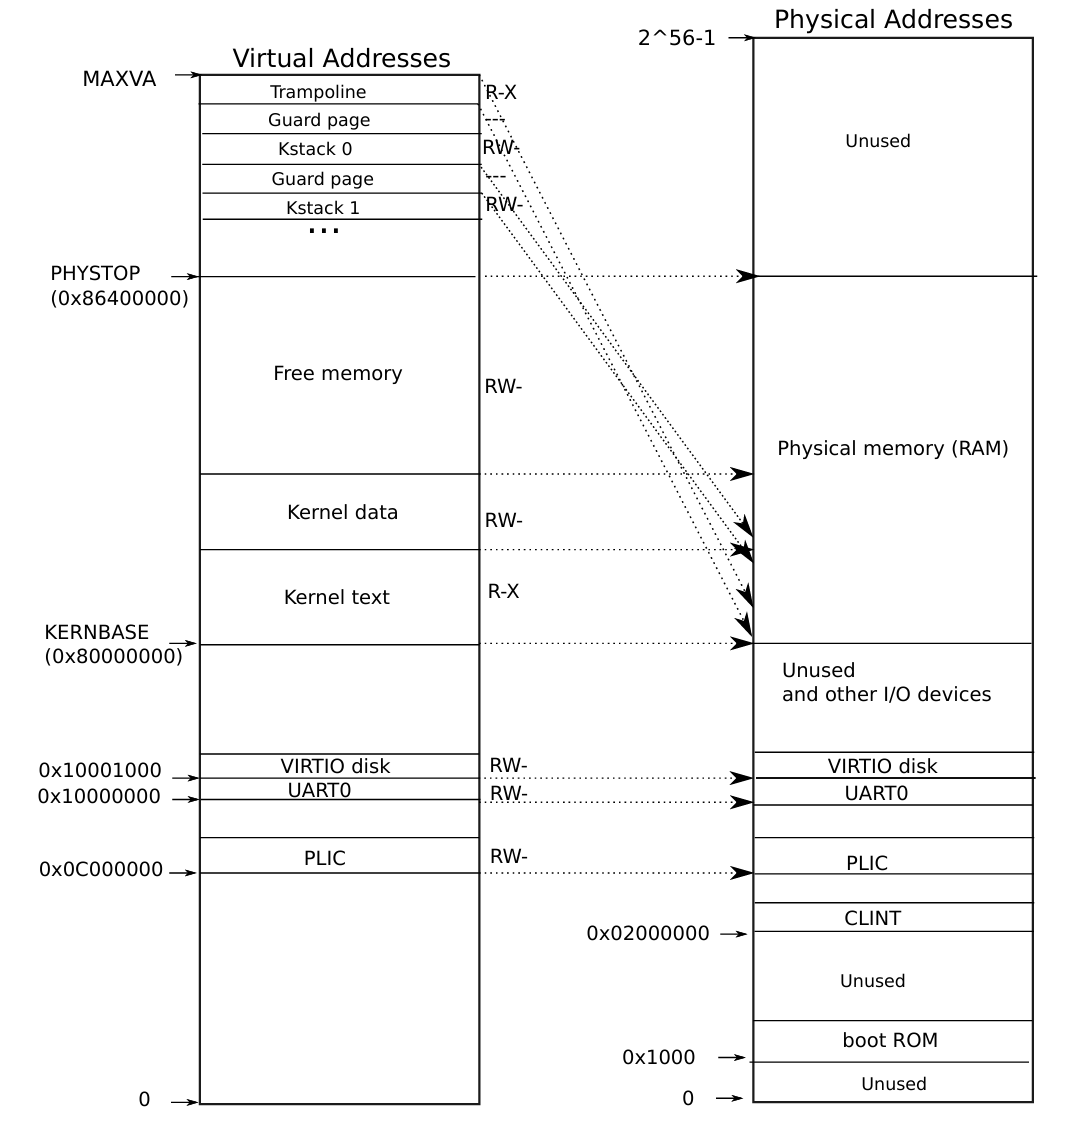 Virtual Addresses
MAXVA
Trampoline
R-X
Guard page
---
Kstack 0
RW-
Guard page
---
Kstack 1
RW-
...
PHYSTOP
(0x86400000)
Free memory
RW-
Kernel data
RW-
Kernel text
R-X
KERNBASE
(0x80000000)
0x10001000
VIRTIO disk
RW-
0x10000000
UART0
RW-
0x0C000000
PLIC
RW-
0
Physical Addresses
2^56-1
Unused
Physical memory (RAM)
Unused
and other I/O devices
VIRTIO disk
UART0
PLIC
CLINT
0x02000000
Unused
boot ROM
0x1000
Unused
0